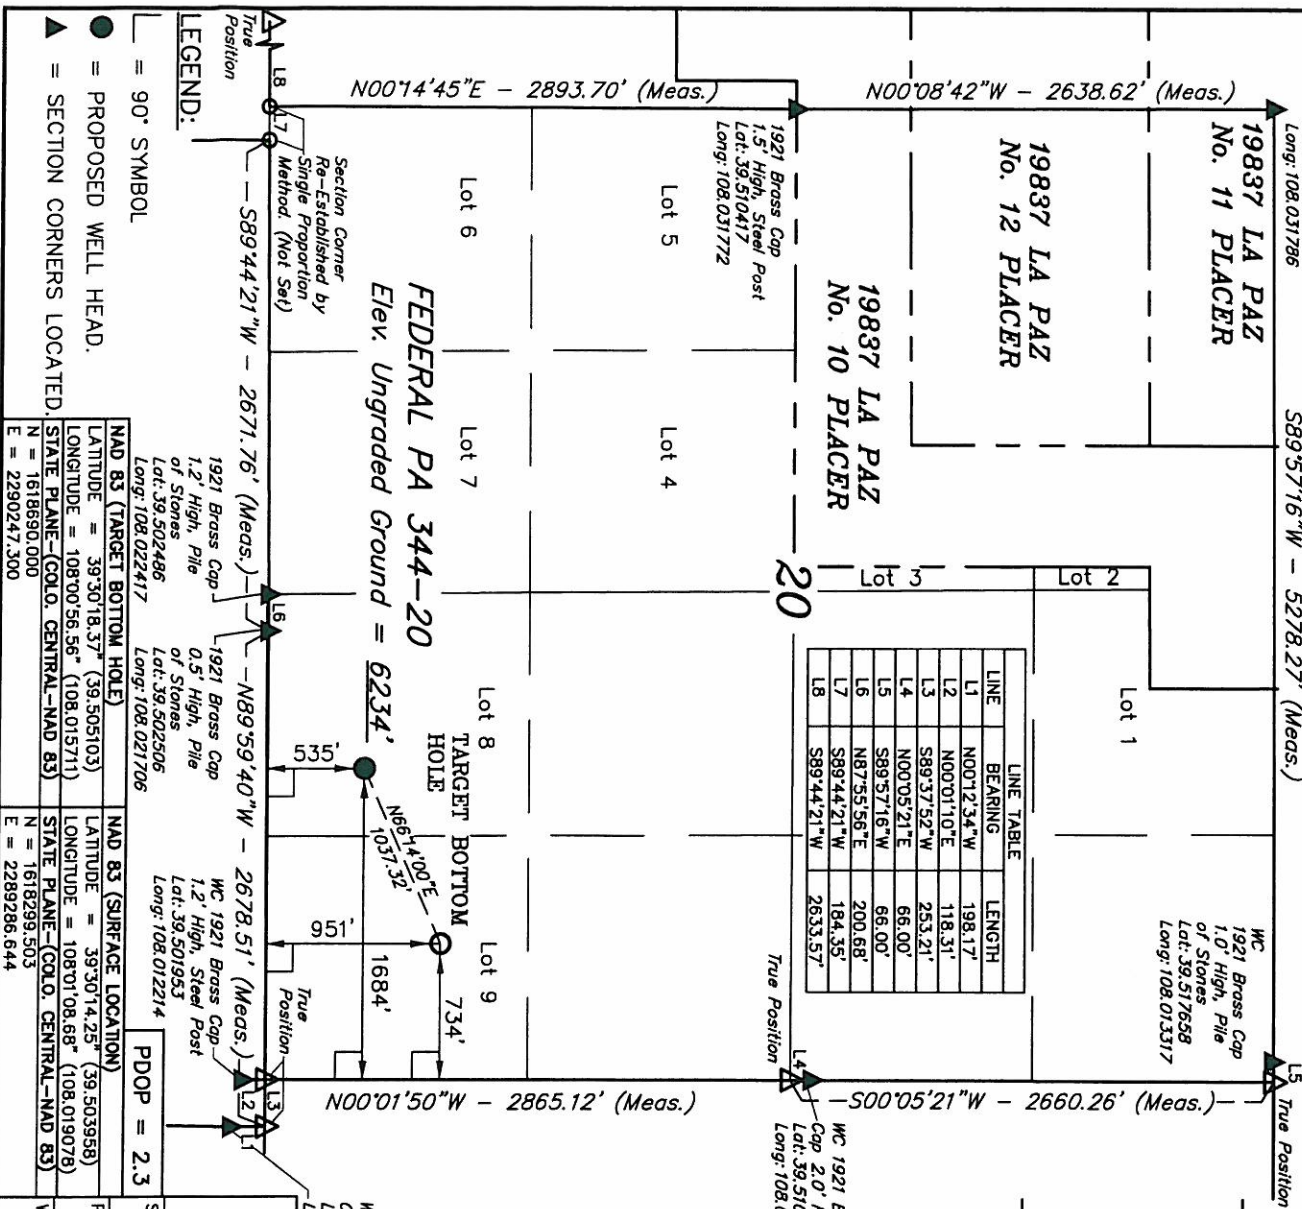 Long: 108.031786
S89°57'16"W - 5278.27' (Meas.)
19837 LA PAZ
No. 11 PLACER
19837 LA PAZ
No. 12 PLACER
19837 LA PAZ
No. 10 PLACER
N00°08'42"W - 2638.62' (Meas.)
N00°14'45"E - 2893.70' (Meas.)
1921 Brass Cap
1.5' High, Steel Post
Lat: 39.510417
Long: 108.031772
Lot 1
Lot 2
Lot 3
20
Lot 5
Lot 4
Lot 6
Lot 7
Lot 8
Lot 9
WC
1921 Brass Cap
1.0' High, Pile
of Stones
Lat: 39.517658
Long: 108.013317
L5
True Position
LINE TABLE
LINE BEARING LENGTH
L1 N00°12'34"W 198.17'
L2 N00°01'10"E 118.31'
L3 S89°37'52"W 253.21'
L4 N00°05'21"E 66.00'
L5 S89°57'16"W 66.00'
L6 N87°55'56"E 200.68'
L7 S89°44'21"W 184.35'
L8 S89°44'21"W 2633.57'
True Position
L4
S00°05'21"W - 2660.26' (Meas.)
N00°01'50"W - 2865.12' (Meas.)
FEDERAL PA 344-20
Elev. Ungraded Ground = 6234'
TARGET BOTTOM
HOLE
N66°14'00"E
1037.32'
535'
951'
1684'
734'
Section Corner
Re-Established by
Single Proportion
Method. (Not Set)
True
Position
L8
L7
S89°44'21"W - 2671.76' (Meas.)
L6
N89°59'40"W - 2678.51' (Meas.)
True
Position
L3
L2
L1
1921 Brass Cap
1.2' High, Pile
of Stones
Lat: 39.502486
Long: 108.022417
1921 Brass Cap
0.5' High, Pile
of Stones
Lat: 39.502506
Long: 108.021706
WC 1921 Brass Cap
1.2' High, Steel Post
Lat: 39.501953
Long: 108.012214
LEGEND:
= 90° SYMBOL
= PROPOSED WELL HEAD.
= SECTION CORNERS LOCATED.
NAD 83 (TARGET BOTTOM HOLE)
LATITUDE = 39°30'18.37" (39.505103)
LONGITUDE = 108°00'56.56" (108.015711)
STATE PLANE-(COLO. CENTRAL-NAD 83)
N = 1618690.000
E = 2290247.300
NAD 83 (SURFACE LOCATION)
LATITUDE = 39°30'14.25" (39.503958)
LONGITUDE = 108°01'08.68" (108.019078)
STATE PLANE-(COLO. CENTRAL-NAD 83)
N = 1618299.503
E = 2289286.644
PDOP = 2.3